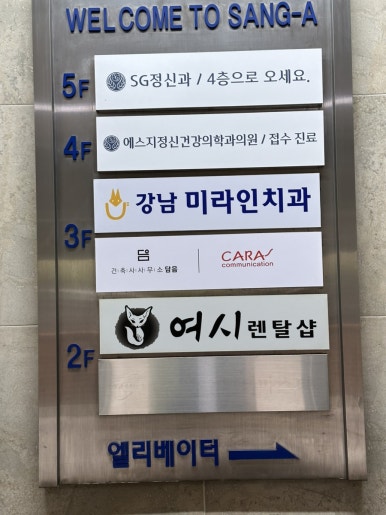 WELCOME TO SANG-A
5F SG정신과 / 4층으로 오세요.
4F 에스지정신건강의학과의원 / 접수 진료
강남 미라인치과
3F
건·축·사·사·무·소 담음
CARA
communication
여시 렌탈샵
2F
엘리베이터